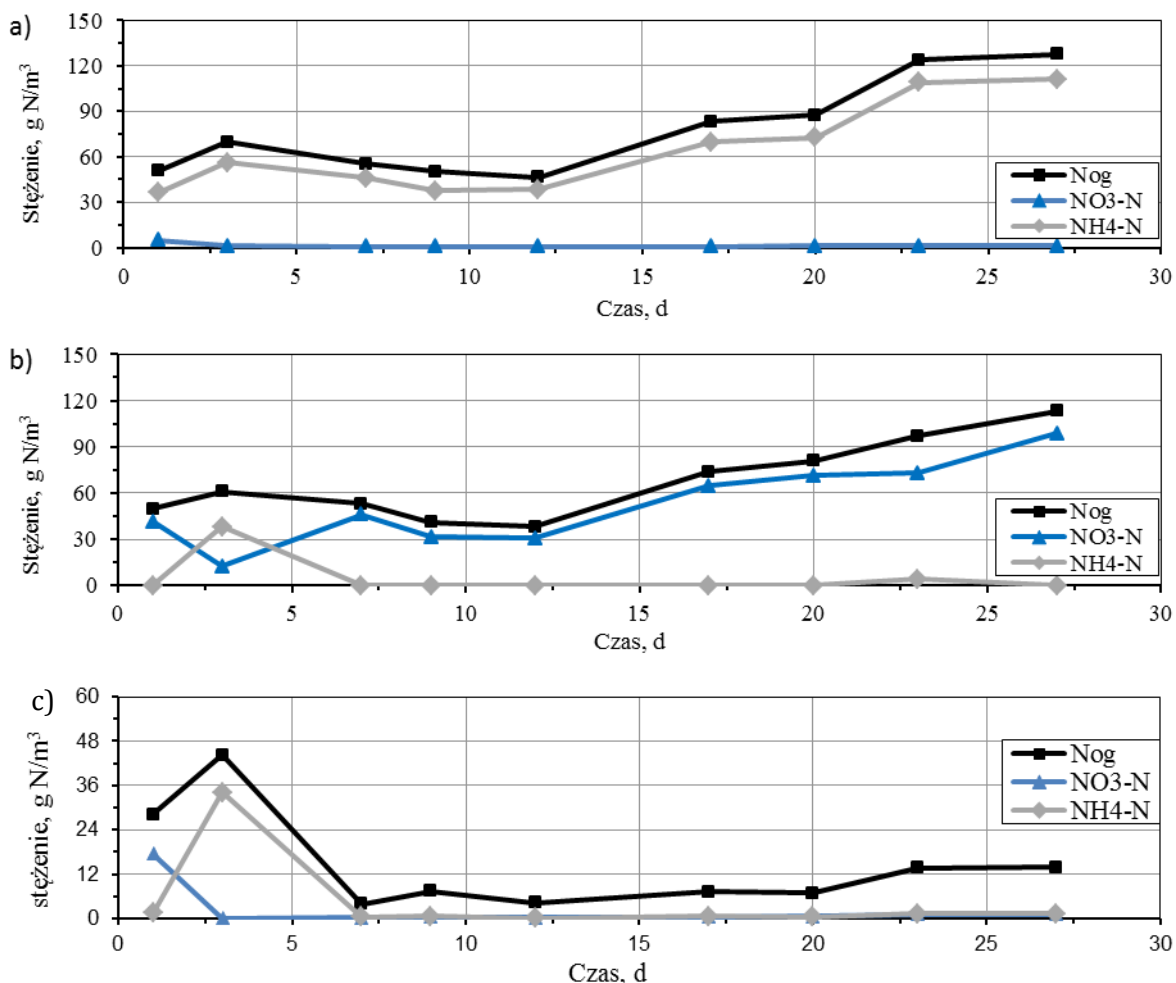 a)
Stężenie, g N/m³
150
120
90
60
30
0
0 5 10 15 20 25 30
Czas, d
Nog
NO3-N
NH4-N
b)
Stężenie, g N/m³
150
120
90
60
30
0
0 5 10 15 20 25 30
Czas, d
Nog
NO3-N
NH4-N
c)
stężenie, g N/m³
60
48
36
24
12
0
0 5 10 15 20 25 30
Czas, d
Nog
NO3-N
NH4-N